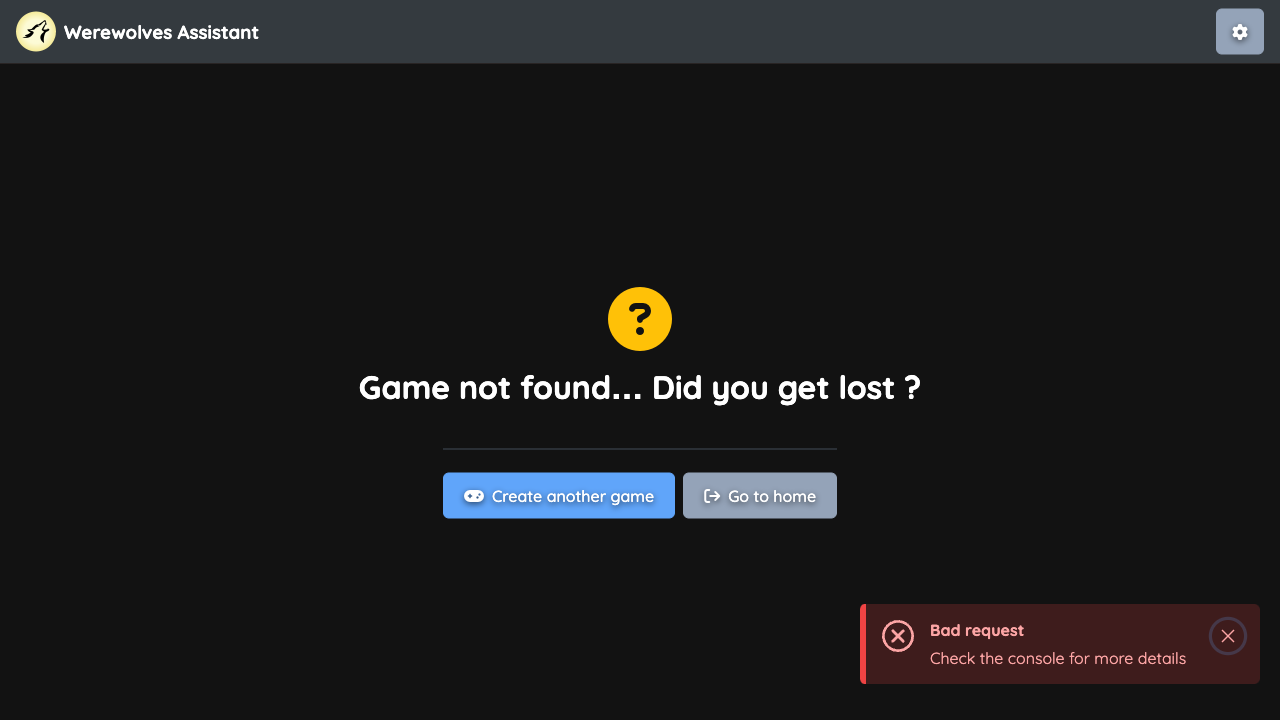 Werewolves Assistant
Game not found... Did you get lost ?
Create another game
Go to home
Bad request
Check the console for more details